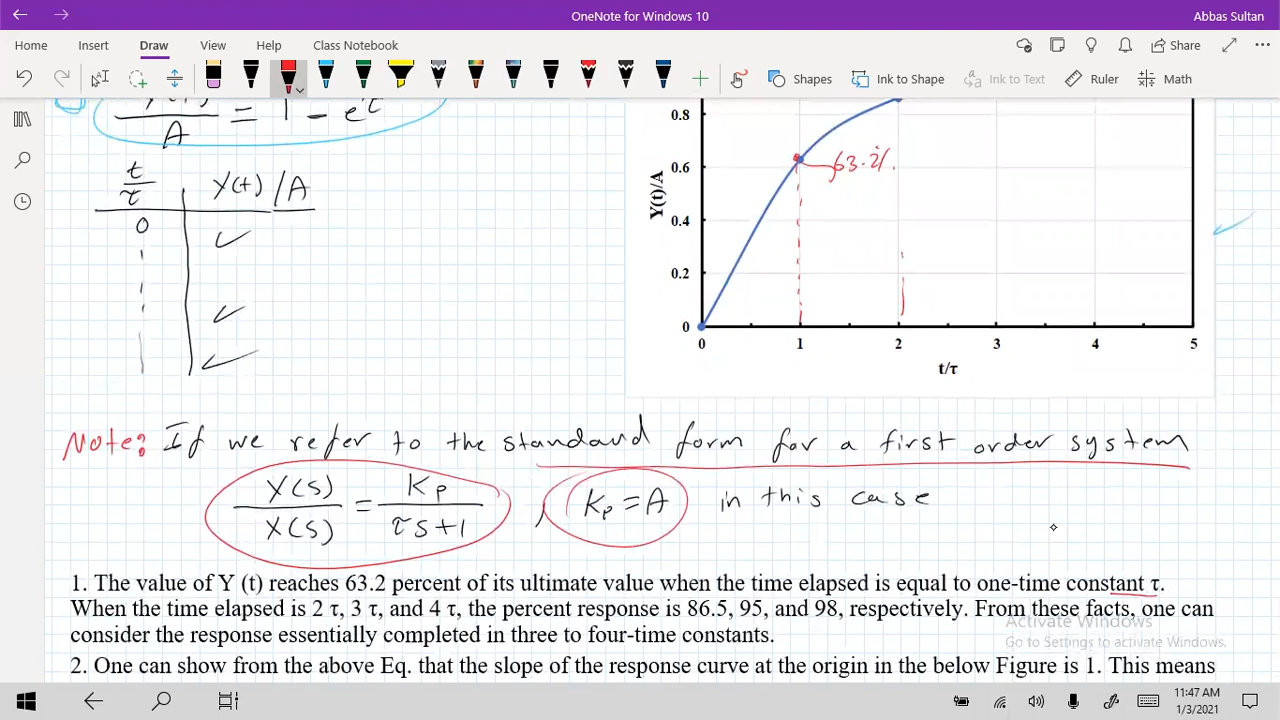 OneNote for Windows 10
Abbas Sultan
Home Insert Draw View Help Class Notebook Share
Shapes Ink to Shape Ink to Text Ruler Math
A = 1 - e t
t/τ Y(t) /A
0
0.8
0.6
0.4
0.2
0
Y(t)/A
63.2%
0 1 2 3 4 5
t/τ
Note: If we refer to the standard form for a first order system
Y(s)/X(s) = Kp/τs+1 , Kp = A in this case
1. The value of Y (t) reaches 63.2 percent of its ultimate value when the time elapsed is equal to one-time constant τ.
When the time elapsed is 2 τ, 3 τ, and 4 τ, the percent response is 86.5, 95, and 98, respectively. From these facts, one can
consider the response essentially completed in three to four-time constants.
2. One can show from the above Eq. that the slope of the response curve at the origin in the below Figure is 1. This means
Activate Windows
Go to Settings to activate Windows.
11:47 AM
1/3/2021